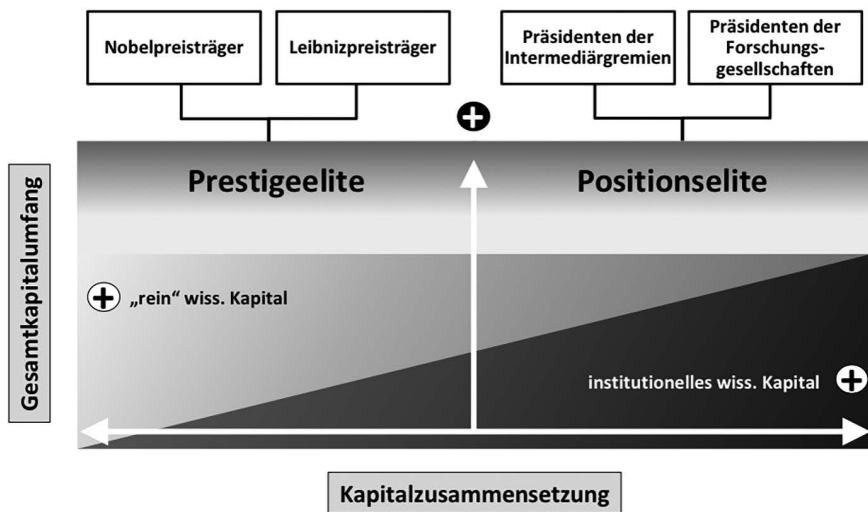 Nobelpreisträger
Leibnizpreisträger
Präsidenten der
Intermediärgremien
Präsidenten der
Forschungs-
gesellschaften
Prestigeelite
Positionselite
Gesamtkapitalumfang
„rein“ wiss. Kapital
institutionelles wiss. Kapital
Kapitalzusammensetzung